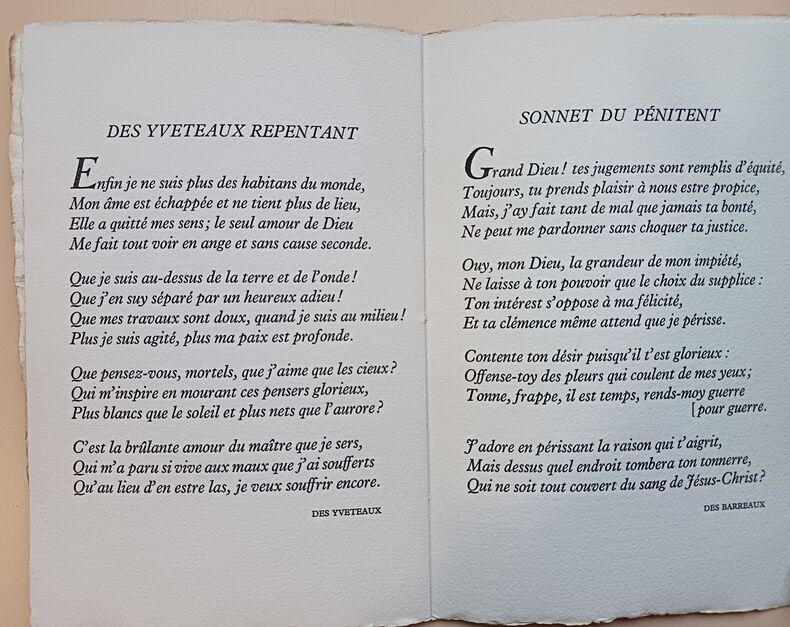 DES YVETEAUX REPENTANT
Enfin je ne suis plus des habitans du monde,
Mon âme est échappée et ne tient plus de lieu,
Elle a quitté mes sens ; le seul amour de Dieu
Me fait tout voir en ange et sans cause seconde.
Que je suis au-dessus de la terre et de l'onde !
Que j'en suy séparé par un heureux adieu !
Que mes travaux sont doux, quand je suis au milieu !
Plus je suis agité, plus ma paix est profonde.
Que pensez-vous, mortels, que j'aime que les cieux ?
Qui m'inspire en mourant ces pensers glorieux,
Plus blancs que le soleil et plus nets que l'aurore ?
C'est la brûlante amour du maître que je sers,
Qui m'a paru si vive aux maux que j'ai soufferts
Qu'au lieu d'en estre las, je veux souffrir encore.
DES YVETEAUX
SONNET DU PÉNITENT
Grand Dieu ! tes jugements sont remplis d'équité,
Toujours, tu prends plaisir à nous estre propice,
Mais, j'ay fait tant de mal que jamais ta bonté,
Ne peut me pardonner sans choquer ta justice.
Ouy, mon Dieu, la grandeur de mon impiété,
Ne laisse à ton pouvoir que le choix du supplice :
Ton intérest s'oppose à ma félicité,
Et ta clémence même attend que je périsse.
Contente ton désir puisqu'il t'est glorieux :
Offense-toy des pleurs qui coulent de mes yeux ;
Tonne, frappe, il est temps, rends-moy guerre
[pour guerre.
J'adore en périssant la raison qui t'aigrit,
Mais dessus quel endroit tombera ton tonnerre,
Qui ne soit tout couvert du sang de Jésus-Christ ?
DES BARREAUX